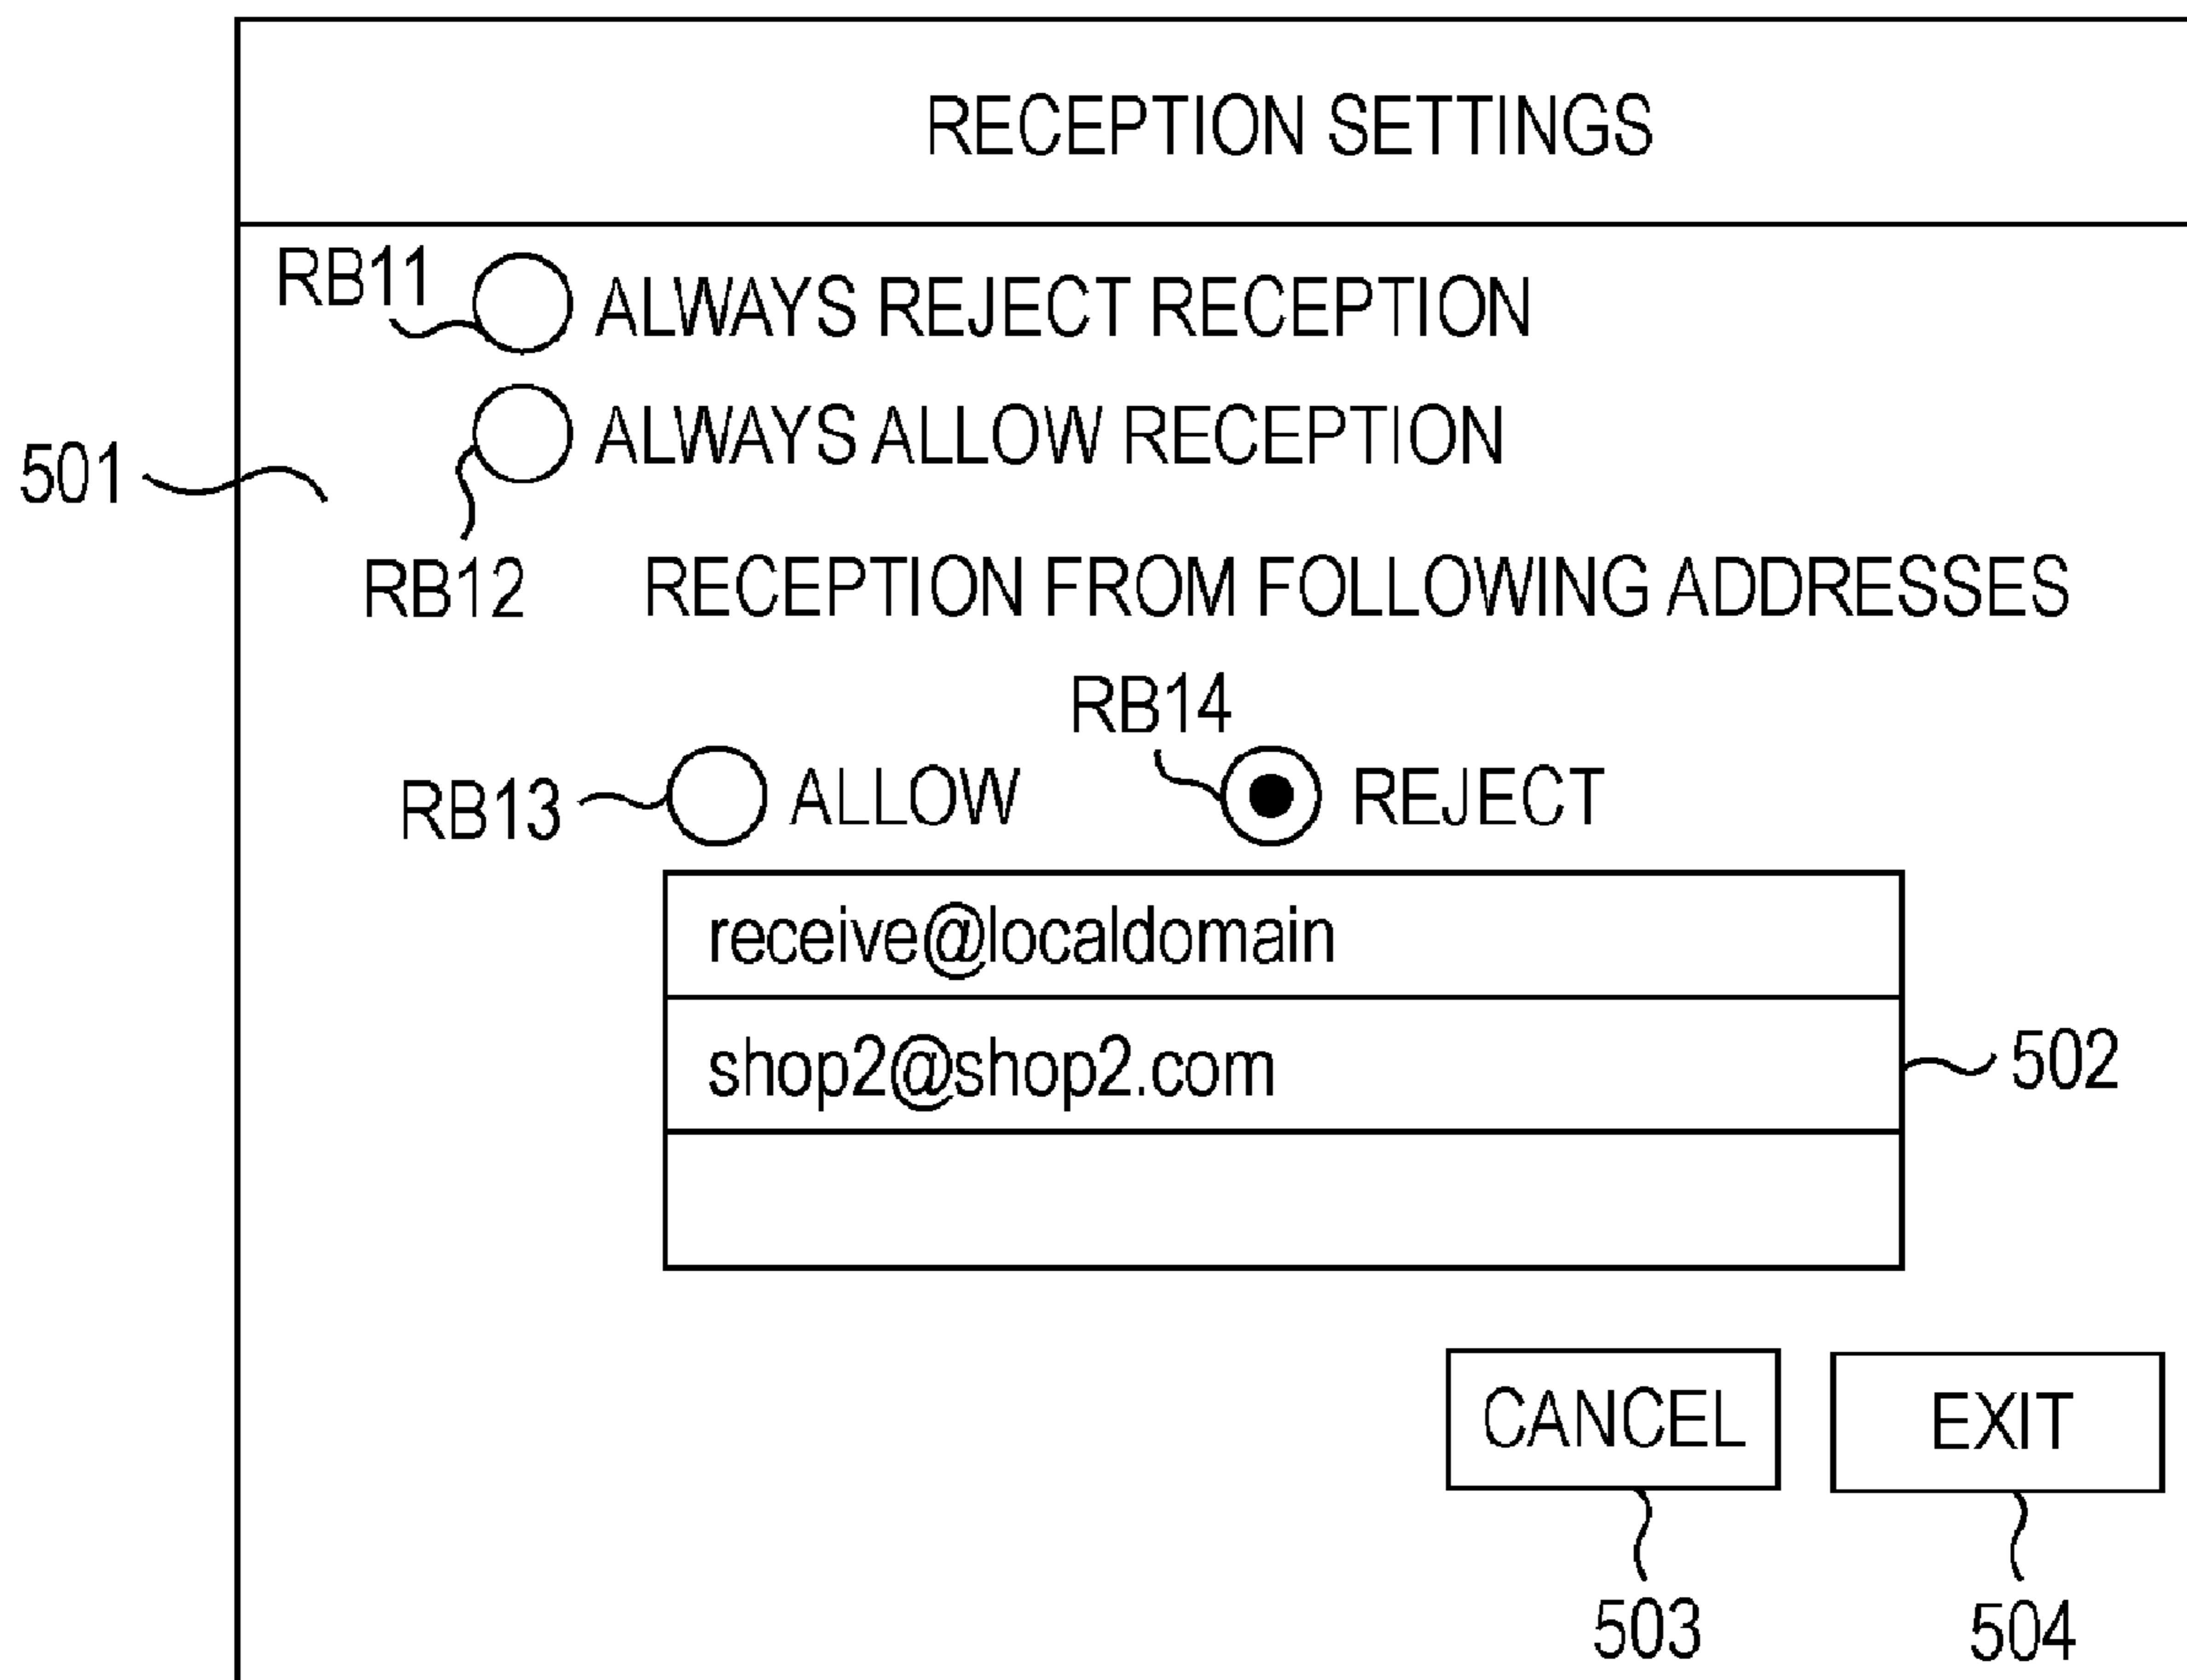 RECEPTION SETTINGS
RB11
ALWAYS REJECT RECEPTION
ALWAYS ALLOW RECEPTION
501
RB12
RECEPTION FROM FOLLOWING ADDRESSES
RB14
RB13
ALLOW
REJECT
receive@localdomain
shop2@shop2.com
502
CANCEL
EXIT
503
504